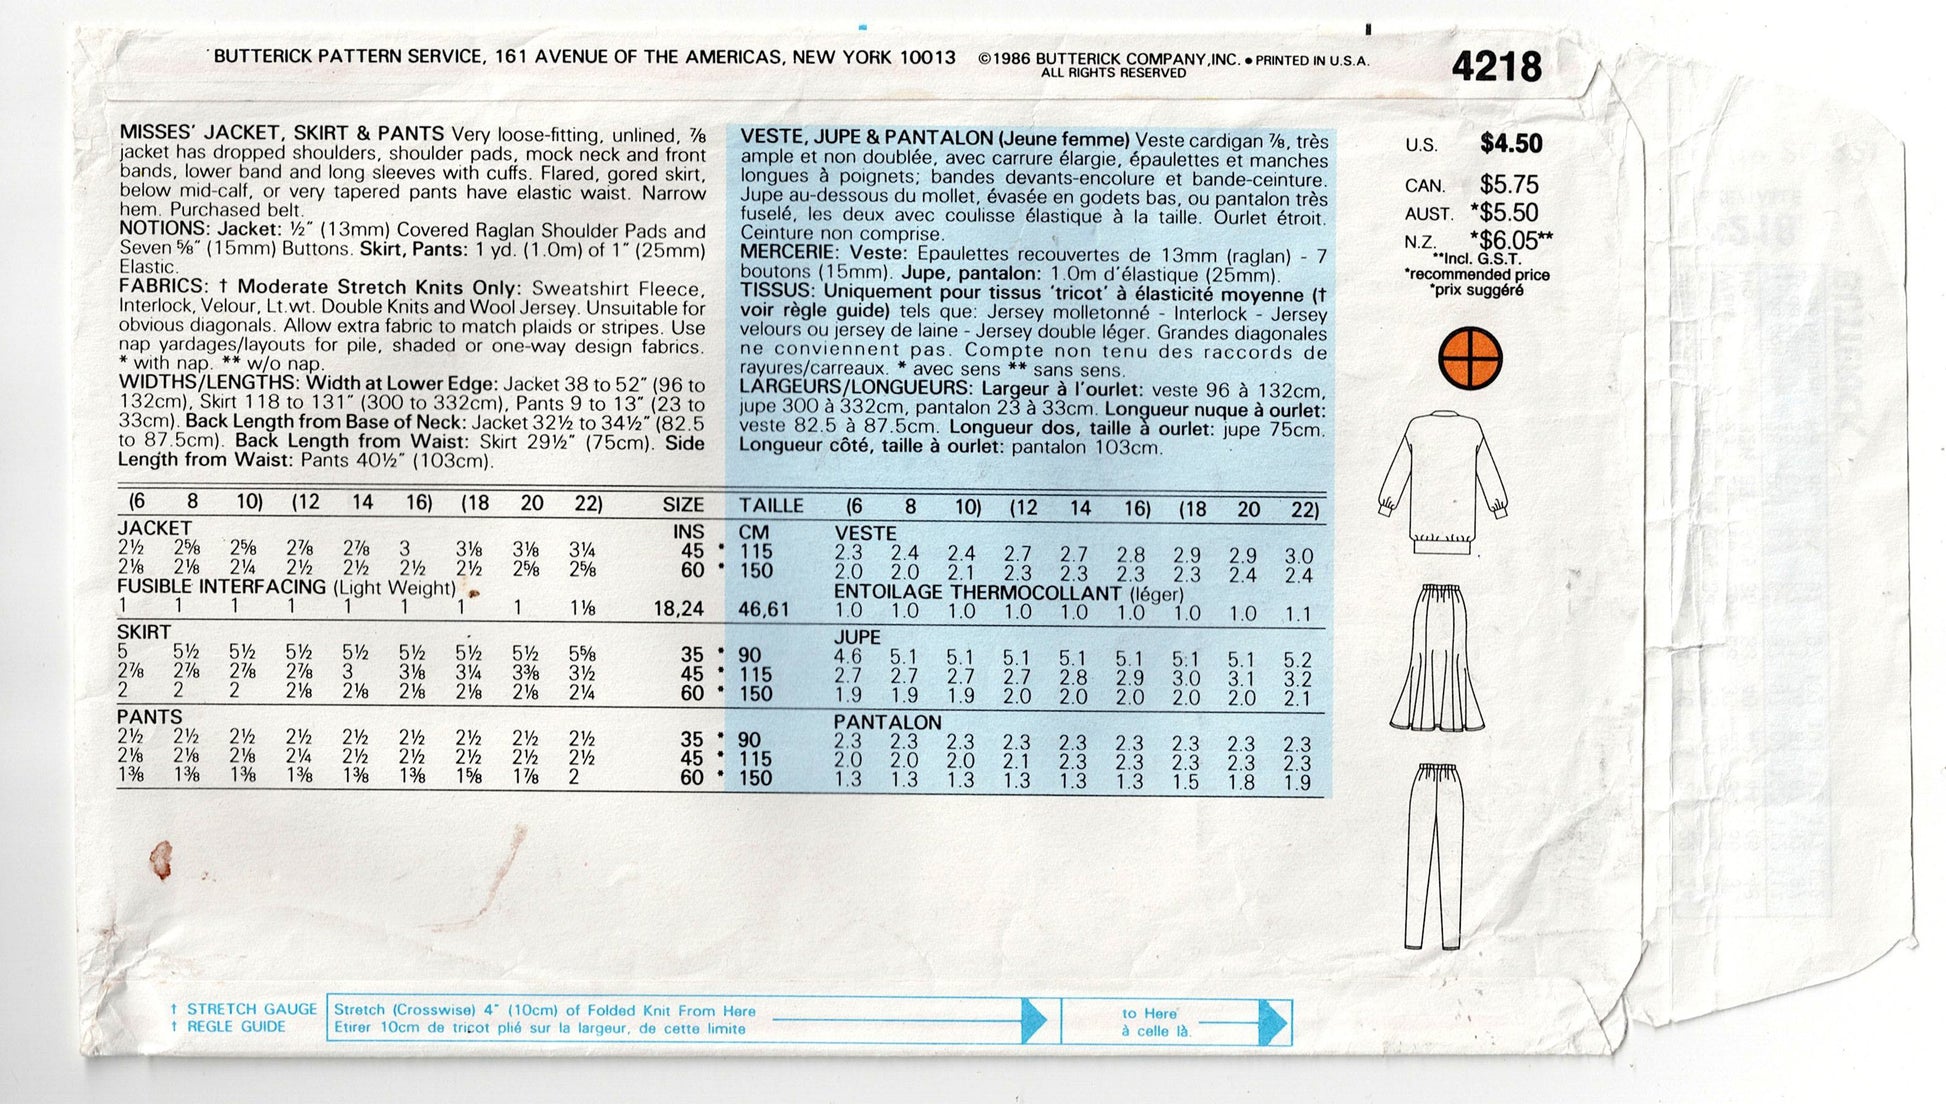 BUTTERICK PATTERN SERVICE, 161 AVENUE OF THE AMERICAS, NEW YORK 10013 ©1986 BUTTERICK COMPANY,INC. • PRINTED IN U.S.A.
ALL RIGHTS RESERVED
4218
MISSES' JACKET, SKIRT & PANTS Very loose-fitting, unlined, ⅞
jacket has dropped shoulders, shoulder pads, mock neck and front
bands, lower band and long sleeves with cuffs. Flared, gored skirt,
below mid-calf, or very tapered pants have elastic waist. Narrow
hem. Purchased belt.
NOTIONS: Jacket: ½" (13mm) Covered Raglan Shoulder Pads and
Seven ⅝" (15mm) Buttons. Skirt, Pants: 1 yd. (1.0m) of 1" (25mm)
Elastic.
FABRICS: † Moderate Stretch Knits Only: Sweatshirt Fleece,
Interlock, Velour, Lt.wt. Double Knits and Wool Jersey. Unsuitable for
obvious diagonals. Allow extra fabric to match plaids or stripes. Use
nap yardages/layouts for pile, shaded or one-way design fabrics.
* with nap. ** w/o nap.
WIDTHS/LENGTHS: Width at Lower Edge: Jacket 38 to 52" (96 to
132cm), Skirt 118 to 131" (300 to 332cm), Pants 9 to 13" (23 to
33cm). Back Length from Base of Neck: Jacket 32½ to 34½" (82.5
to 87.5cm). Back Length from Waist: Skirt 29½" (75cm). Side
Length from Waist: Pants 40½" (103cm).
VESTE, JUPE & PANTALON (Jeune femme) Veste cardigan ⅞, très
ample et non doublée, avec carrure élargie, épaulettes et manches
longues à poignets; bandes devants-encolure et bande-ceinture.
Jupe au-dessous du mollet, évasée en godets bas, ou pantalon très
fuselé, les deux avec coulisse élastique à la taille. Ourlet étroit.
Ceinture non comprise.
MERCERIE: Veste: Epaulettes recouvertes de 13mm (raglan) - 7
boutons (15mm). Jupe, pantalon: 1.0m d'élastique (25mm).
TISSUS: Uniquement pour tissus 'tricot' à élasticité moyenne (†
voir règle guide) tels que: Jersey molletonné - Interlock - Jersey
velours ou jersey de laine - Jersey double léger. Grandes diagonales
ne conviennent pas. Compte non tenu des raccords de
rayures/carreaux. * avec sens ** sans sens.
LARGEURS/LONGUEURS: Largeur à l'ourlet: veste 96 à 132cm,
jupe 300 à 332cm, pantalon 23 à 33cm. Longueur nuque à ourlet:
veste 82.5 à 87.5cm. Longueur dos, taille à ourlet: jupe 75cm.
Longueur côté, taille à ourlet: pantalon 103cm.
U.S. $4.50
CAN. $5.75
AUST. *$5.50
N.Z. *$6.05**
**Incl. G.S.T.
*recommended price
*prix suggéré
(6 8 10) (12 14 16) (18 20 22) SIZE TAILLE (6 8 10) (12 14 16) (18 20 22)
JACKET INS CM VESTE
2½ 2⅝ 2⅝ 2⅞ 2⅞ 3 3⅛ 3⅛ 3¼ 45 * 115 2.3 2.4 2.4 2.7 2.7 2.8 2.9 2.9 3.0
2⅛ 2⅛ 2¼ 2½ 2½ 2½ 2½ 2⅝ 2⅝ 60 * 150 2.0 2.0 2.1 2.3 2.3 2.3 2.3 2.4 2.4
FUSIBLE INTERFACING (Light Weight) ENTOILAGE THERMOCOLLANT (léger)
1 1 1 1 1 1 1 1 1⅛ 18,24 46,61 1.0 1.0 1.0 1.0 1.0 1.0 1.0 1.0 1.1
SKIRT JUPE
5 5½ 5½ 5½ 5½ 5½ 5½ 5½ 5⅝ 35 * 90 4.6 5.1 5.1 5.1 5.1 5.1 5.1 5.1 5.2
2⅞ 2⅞ 2⅞ 2⅞ 3 3⅛ 3¼ 3⅜ 3½ 45 * 115 2.7 2.7 2.7 2.7 2.8 2.9 3.0 3.1 3.2
2 2 2 2⅛ 2⅛ 2⅛ 2⅛ 2⅛ 2¼ 60 * 150 1.9 1.9 1.9 2.0 2.0 2.0 2.0 2.0 2.1
PANTS PANTALON
2½ 2½ 2½ 2½ 2½ 2½ 2½ 2½ 2½ 35 * 90 2.3 2.3 2.3 2.3 2.3 2.3 2.3 2.3 2.3
2⅛ 2⅛ 2⅛ 2¼ 2½ 2½ 2½ 2½ 2½ 45 * 115 2.0 2.0 2.0 2.1 2.3 2.3 2.3 2.3 2.3
1⅜ 1⅜ 1⅜ 1⅜ 1⅜ 1⅜ 1⅝ 1⅞ 2 60 * 150 1.3 1.3 1.3 1.3 1.3 1.3 1.5 1.8 1.9
† STRETCH GAUGE Stretch (Crosswise) 4" (10cm) of Folded Knit From Here to Here
† REGLE GUIDE Etirer 10cm de tricot plié sur la largeur, de cette limite à celle là.